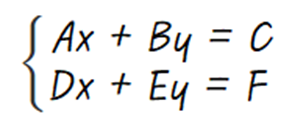 Ax + By = C
Dx + Ey = F